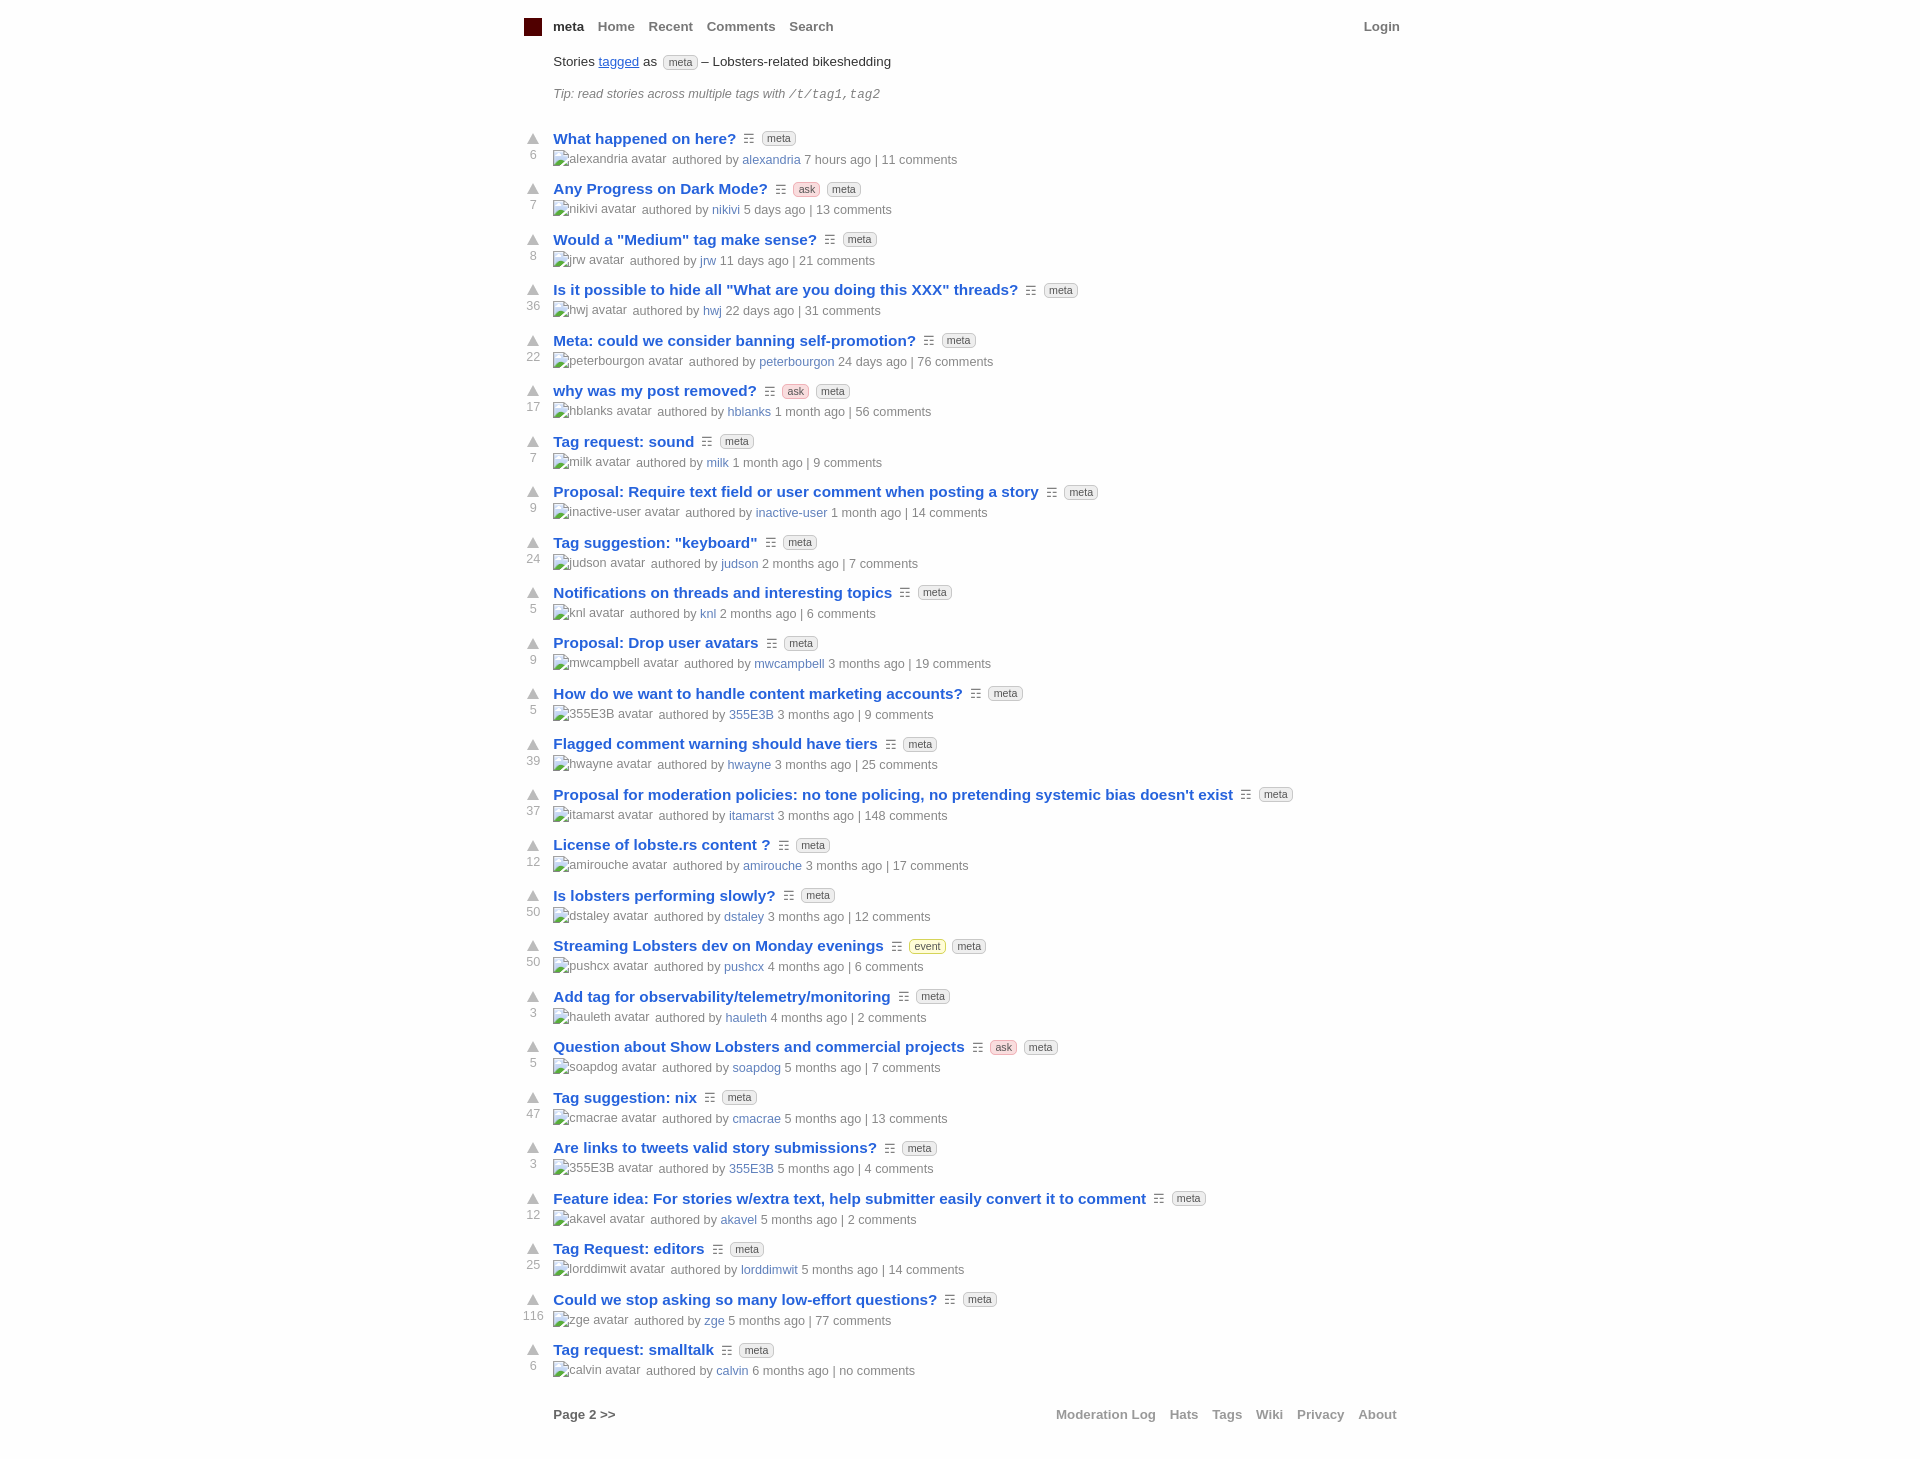 meta Home Recent Comments Search Login
Stories tagged as meta – Lobsters-related bikeshedding
Tip: read stories across multiple tags with /t/tag1,tag2
What happened on here? ☶ meta
6 alexandria avatar authored by alexandria 7 hours ago | 11 comments
Any Progress on Dark Mode? ☶ ask meta
7 nikivi avatar authored by nikivi 5 days ago | 13 comments
Would a "Medium" tag make sense? ☶ meta
8 jrw avatar authored by jrw 11 days ago | 21 comments
Is it possible to hide all "What are you doing this XXX" threads? ☶ meta
36 hwj avatar authored by hwj 22 days ago | 31 comments
Meta: could we consider banning self-promotion? ☶ meta
22 peterbourgon avatar authored by peterbourgon 24 days ago | 76 comments
why was my post removed? ☶ ask meta
17 hblanks avatar authored by hblanks 1 month ago | 56 comments
Tag request: sound ☶ meta
7 milk avatar authored by milk 1 month ago | 9 comments
Proposal: Require text field or user comment when posting a story ☶ meta
9 inactive-user avatar authored by inactive-user 1 month ago | 14 comments
Tag suggestion: "keyboard" ☶ meta
24 judson avatar authored by judson 2 months ago | 7 comments
Notifications on threads and interesting topics ☶ meta
5 knl avatar authored by knl 2 months ago | 6 comments
Proposal: Drop user avatars ☶ meta
9 mwcampbell avatar authored by mwcampbell 3 months ago | 19 comments
How do we want to handle content marketing accounts? ☶ meta
5 355E3B avatar authored by 355E3B 3 months ago | 9 comments
Flagged comment warning should have tiers ☶ meta
39 hwayne avatar authored by hwayne 3 months ago | 25 comments
Proposal for moderation policies: no tone policing, no pretending systemic bias doesn't exist ☶ meta
37 itamarst avatar authored by itamarst 3 months ago | 148 comments
License of lobste.rs content ? ☶ meta
12 amirouche avatar authored by amirouche 3 months ago | 17 comments
Is lobsters performing slowly? ☶ meta
50 dstaley avatar authored by dstaley 3 months ago | 12 comments
Streaming Lobsters dev on Monday evenings ☶ event meta
50 pushcx avatar authored by pushcx 4 months ago | 6 comments
Add tag for observability/telemetry/monitoring ☶ meta
3 hauleth avatar authored by hauleth 4 months ago | 2 comments
Question about Show Lobsters and commercial projects ☶ ask meta
5 soapdog avatar authored by soapdog 5 months ago | 7 comments
Tag suggestion: nix ☶ meta
47 cmacrae avatar authored by cmacrae 5 months ago | 13 comments
Are links to tweets valid story submissions? ☶ meta
3 355E3B avatar authored by 355E3B 5 months ago | 4 comments
Feature idea: For stories w/extra text, help submitter easily convert it to comment ☶ meta
12 akavel avatar authored by akavel 5 months ago | 2 comments
Tag Request: editors ☶ meta
25 lorddimwit avatar authored by lorddimwit 5 months ago | 14 comments
Could we stop asking so many low-effort questions? ☶ meta
116 zge avatar authored by zge 5 months ago | 77 comments
Tag request: smalltalk ☶ meta
6 calvin avatar authored by calvin 6 months ago | no comments
Page 2 >> Moderation Log Hats Tags Wiki Privacy About